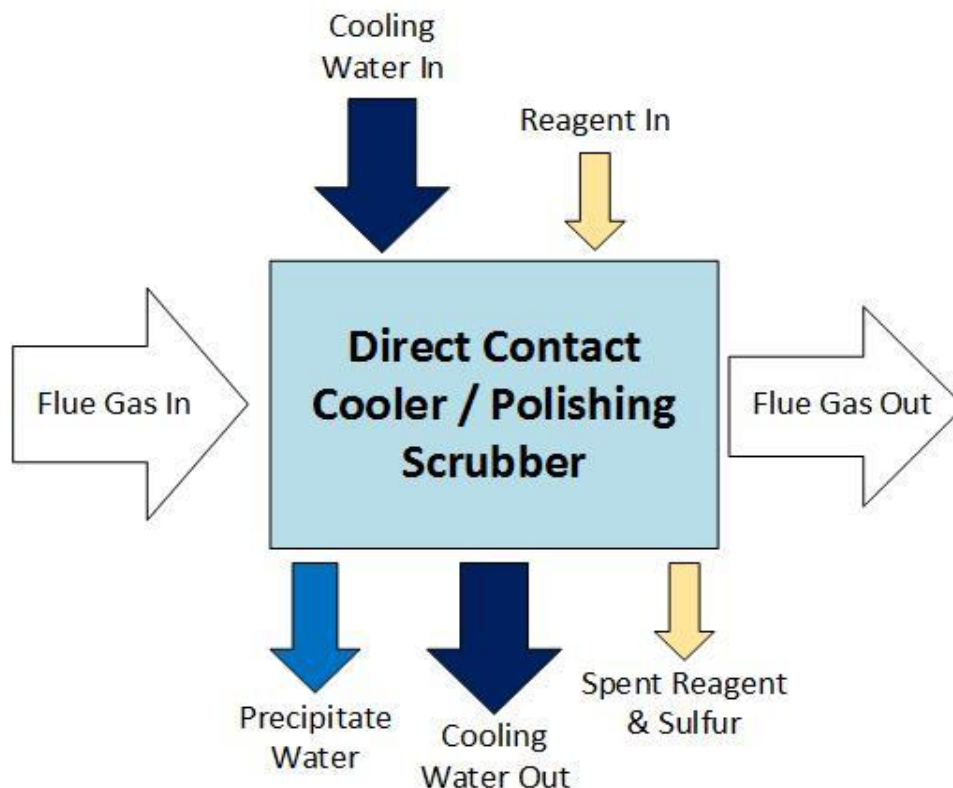 Cooling
Water In
Reagent In
Direct Contact
Cooler / Polishing
Scrubber
Flue Gas In
Flue Gas Out
Precipitate
Water
Cooling
Water Out
Spent Reagent
& Sulfur